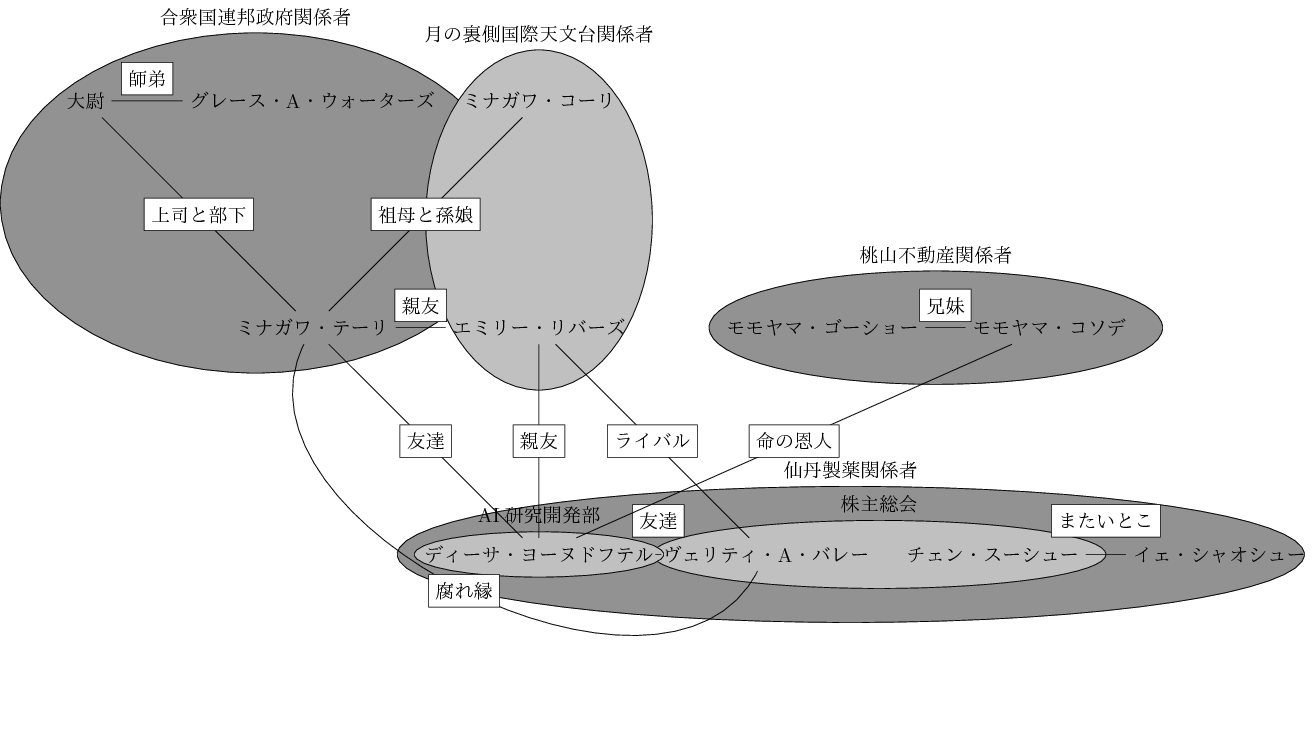 合衆国連邦政府関係者
月の裏側国際天文台関係者
師弟
大尉
グレース・A・ウォーターズ
ミナガワ・コーリ
上司と部下
祖母と孫娘
桃山不動産関係者
親友
兄妹
ミナガワ・テーリ
エミリー・リバーズ
モモヤマ・ゴーショー
モモヤマ・コソデ
友達
親友
ライバル
命の恩人
仙丹製薬関係者
株主総会
AI 研究開発部
友達
またいとこ
ディーサ・ヨーヌドフテル
ヴェリティ・A・バレー
チェン・スーシュー
イェ・シャオシュー
腐れ縁